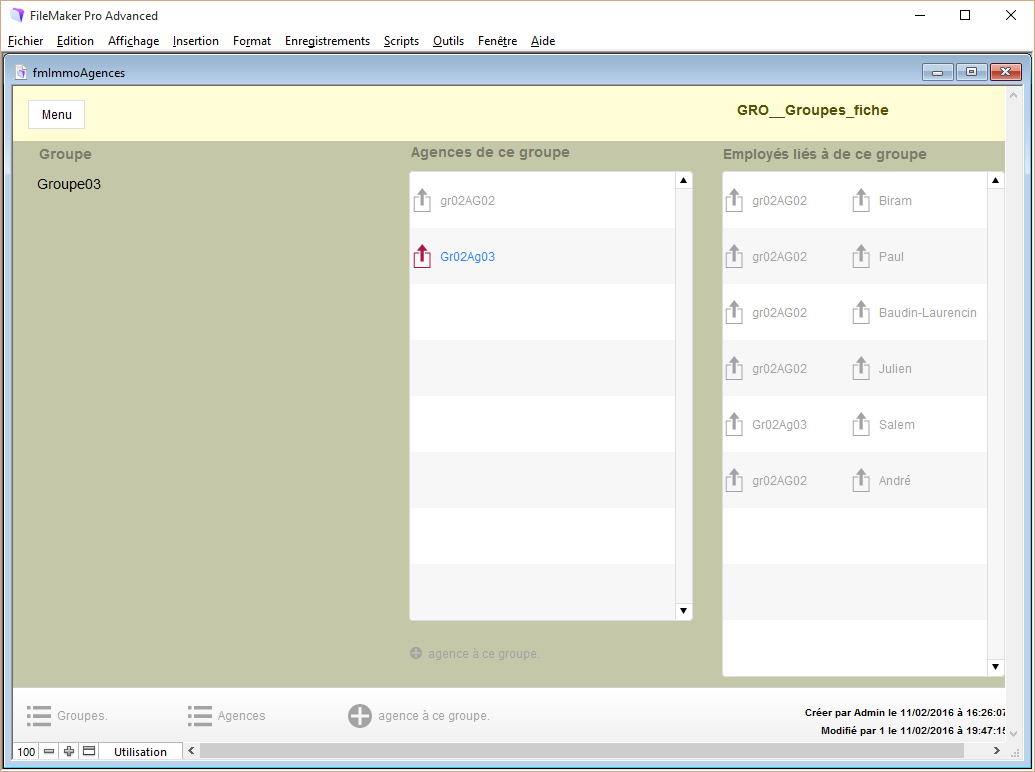 FileMaker Pro Advanced
Fichier Edition Affichage Insertion Format Enregistrements Scripts Outils Fenêtre Aide
fmImmoAgences
Menu
GRO__Groupes_fiche
Groupe
Agences de ce groupe
Employés liés à de ce groupe
Groupe03
gr02AG02
Gr02Ag03
gr02AG02 Biram
gr02AG02 Paul
gr02AG02 Baudin-Laurencin
gr02AG02 Julien
Gr02Ag03 Salem
gr02AG02 André
agence à ce groupe.
Groupes.
Agences
agence à ce groupe.
Créer par Admin le 11/02/2016 à 16:26:07
Modifié par 1 le 11/02/2016 à 19:47:15
100
Utilisation